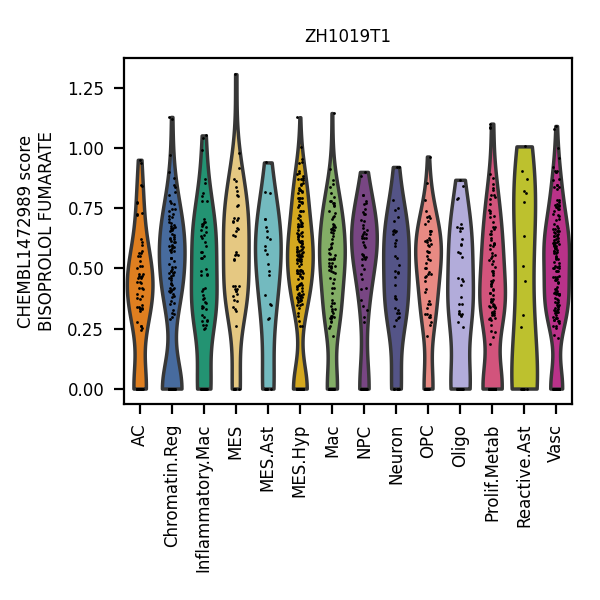 ZH1019T1
CHEMBL1472989 score
BISOPROLOL FUMARATE
1.25
1.00
0.75
0.50
0.25
0.00
AC
Chromatin.Reg
Inflammatory.Mac
MES
MES.Ast
MES.Hyp
Mac
NPC
Neuron
OPC
Oligo
Prolif.Metab
Reactive.Ast
Vasc